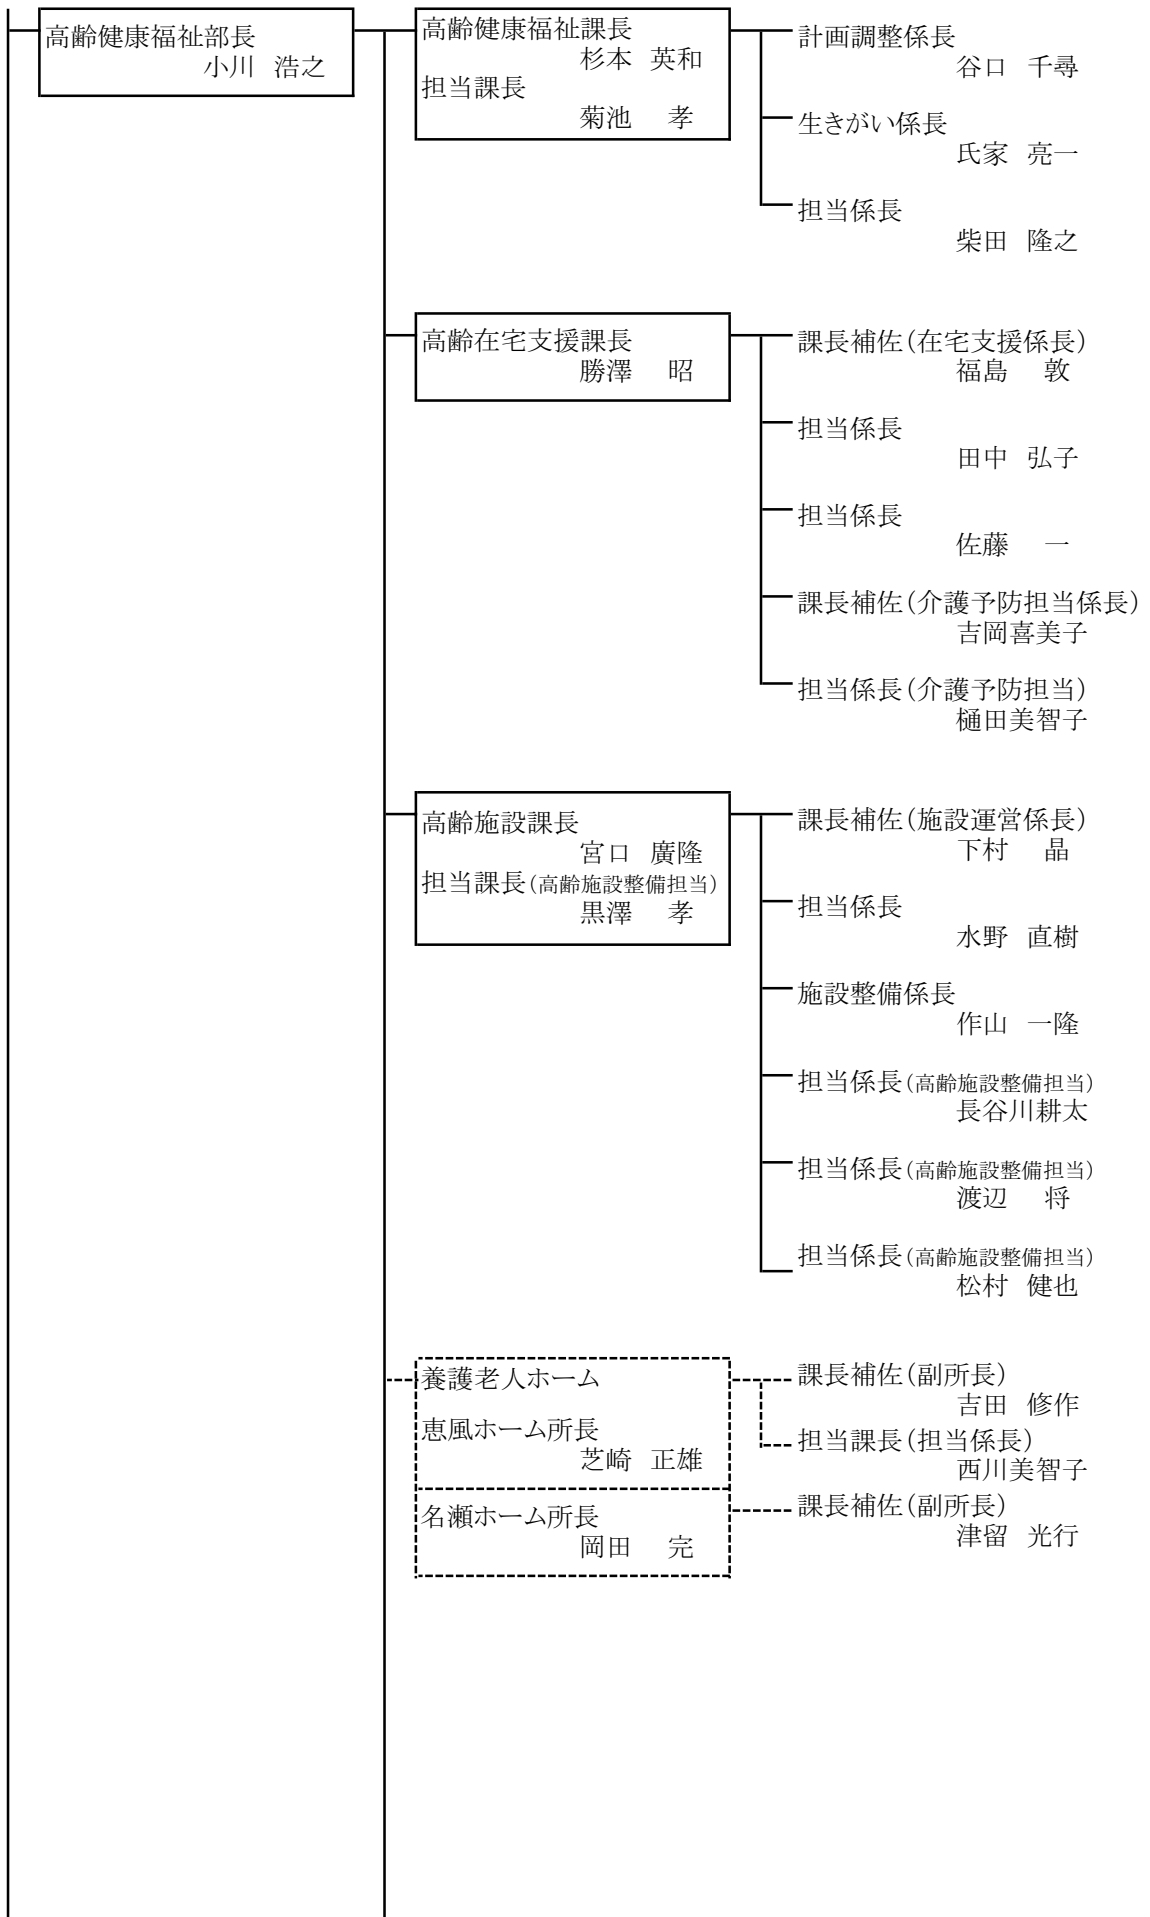 高齢健康福祉部長
小川 浩之
高齢健康福祉課長
杉本 英和
担当課長
菊池 孝
計画調整係長
谷口 千尋
生きがい係長
氏家 亮一
担当係長
柴田 隆之
高齢在宅支援課長
勝澤 昭
課長補佐(在宅支援係長)
福島 敦
担当係長
田中 弘子
担当係長
佐藤 一
課長補佐(介護予防担当係長)
吉岡喜美子
担当係長(介護予防担当)
樋田美智子
高齢施設課長
宮口 廣隆
担当課長(高齢施設整備担当)
黒澤 孝
課長補佐(施設運営係長)
下村 晶
担当係長
水野 直樹
施設整備係長
作山 一隆
担当係長(高齢施設整備担当)
長谷川耕太
担当係長(高齢施設整備担当)
渡辺 将
担当係長(高齢施設整備担当)
松村 健也
養護老人ホーム
恵風ホーム所長
芝崎 正雄
課長補佐(副所長)
吉田 修作
担当課長(担当係長)
西川美智子
名瀬ホーム所長
岡田 完
課長補佐(副所長)
津留 光行